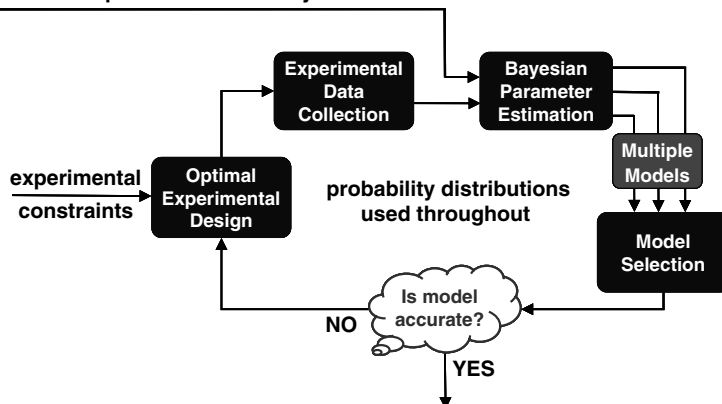 Experimental
Data
Collection
Bayesian
Parameter
Estimation
Multiple
Models
experimental
constraints
Optimal
Experimental
Design
probability distributions
used throughout
Model
Selection
Is model
accurate?
NO
YES